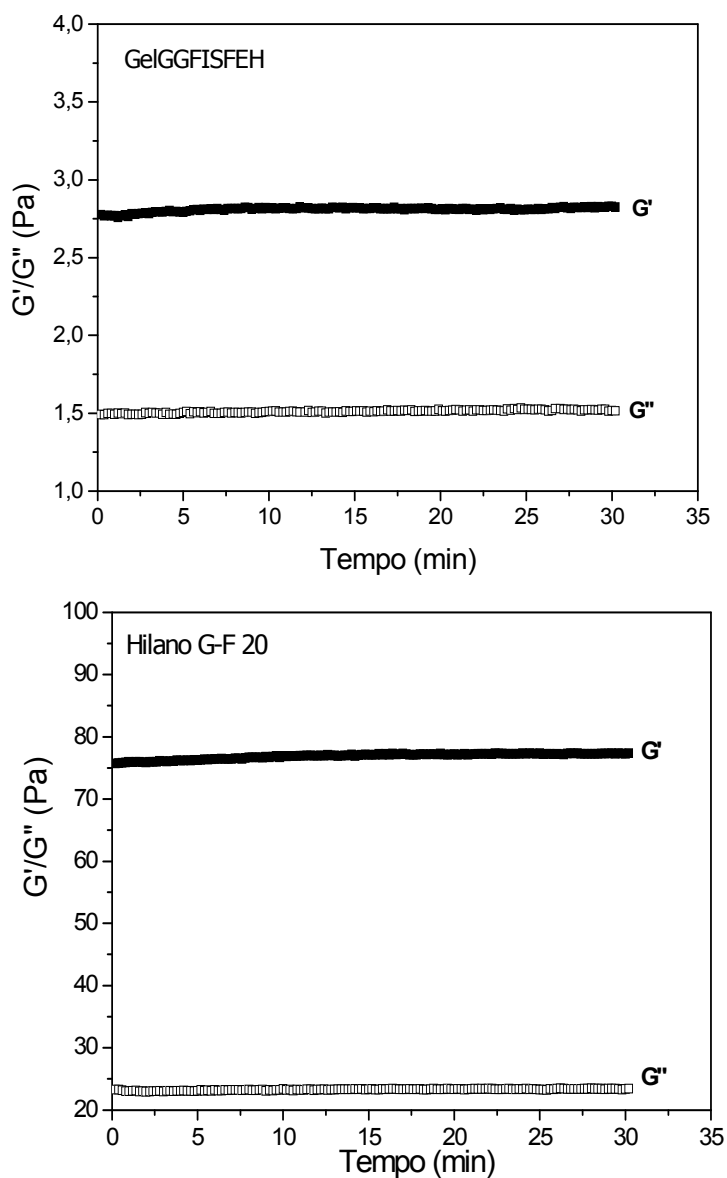 4,0
GelGGFISFEH
3,5
3,0
G'
2,5
G'/G" (Pa)
2,0
1,5
G"
1,0
0 5 10 15 20 25 30 35
Tempo (min)
100
Hilano G-F 20
90
80
G'
70
G'/G" (Pa)
60
50
40
30
G"
20
0 5 10 15 20 25 30 35
Tempo (min)